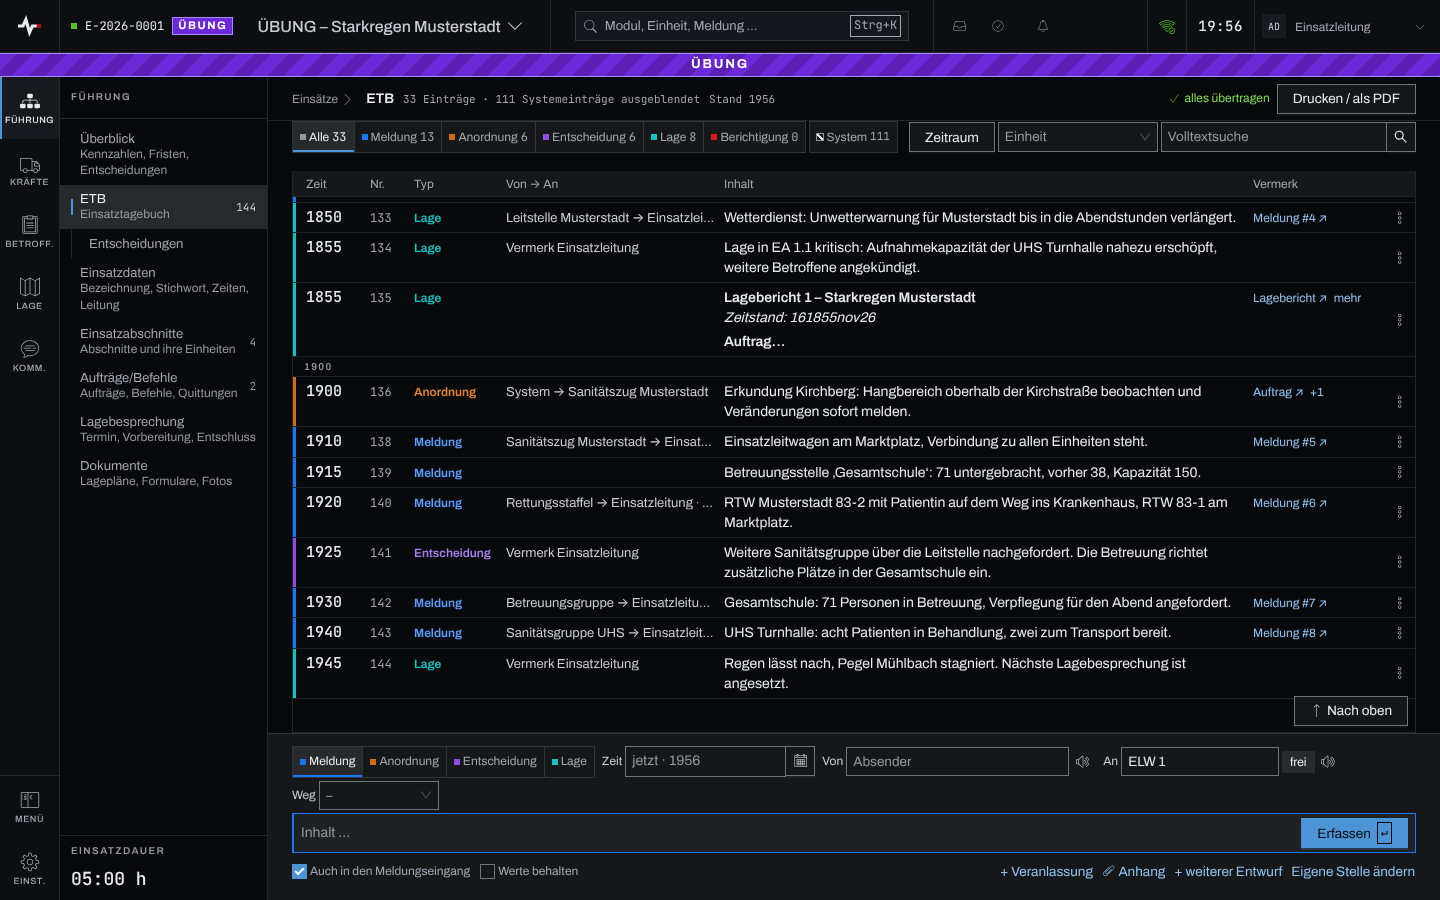 E-2026-0001 ÜBUNG ÜBUNG – Starkregen Musterstadt Modul, Einheit, Meldung ... Strg+K 19:56 AD Einsatzleitung
ÜBUNG
FÜHRUNG
KRÄFTE
BETROFF.
LAGE
KOMM.
MENÜ
EINST.
FÜHRUNG
Überblick
Kennzahlen, Fristen,
Entscheidungen
ETB
Einsatztagebuch 144
Entscheidungen
Einsatzdaten
Bezeichnung, Stichwort, Zeiten,
Leitung
Einsatzabschnitte
Abschnitte und ihre Einheiten 4
Aufträge/Befehle
Aufträge, Befehle, Quittungen 2
Lagebesprechung
Termin, Vorbereitung, Entschluss
Dokumente
Lagepläne, Formulare, Fotos
EINSATZDAUER
05:00 h
Einsätze ETB 33 Einträge · 111 Systemeinträge ausgeblendet Stand 1956 alles übertragen Drucken / als PDF
Alle 33 Meldung 13 Anordnung 6 Entscheidung 6 Lage 8 Berichtigung 0 System 111 Zeitraum Einheit Volltextsuche
Zeit Nr. Typ Von → An Inhalt Vermerk
1850 133 Lage Leitstelle Musterstadt → Einsatzlei... Wetterdienst: Unwetterwarnung für Musterstadt bis in die Abendstunden verlängert. Meldung #4 ↗
1855 134 Lage Vermerk Einsatzleitung Lage in EA 1.1 kritisch: Aufnahmekapazität der UHS Turnhalle nahezu erschöpft,
weitere Betroffene angekündigt.
1855 135 Lage Lagebericht 1 – Starkregen Musterstadt Lagebericht ↗ mehr
Zeitstand: 161855nov26
Auftrag...
1900
1900 136 Anordnung System → Sanitätszug Musterstadt Erkundung Kirchberg: Hangbereich oberhalb der Kirchstraße beobachten und Auftrag ↗ +1
Veränderungen sofort melden.
1910 138 Meldung Sanitätszug Musterstadt → Einsat... Einsatzleitwagen am Marktplatz, Verbindung zu allen Einheiten steht. Meldung #5 ↗
1915 139 Meldung Betreuungsstelle ‚Gesamtschule‘: 71 untergebracht, vorher 38, Kapazität 150.
1920 140 Meldung Rettungsstaffel → Einsatzleitung · ... RTW Musterstadt 83-2 mit Patientin auf dem Weg ins Krankenhaus, RTW 83-1 am Meldung #6 ↗
Marktplatz.
1925 141 Entscheidung Vermerk Einsatzleitung Weitere Sanitätsgruppe über die Leitstelle nachgefordert. Die Betreuung richtet
zusätzliche Plätze in der Gesamtschule ein.
1930 142 Meldung Betreuungsgruppe → Einsatzleitu... Gesamtschule: 71 Personen in Betreuung, Verpflegung für den Abend angefordert. Meldung #7 ↗
1940 143 Meldung Sanitätsgruppe UHS → Einsatzleit... UHS Turnhalle: acht Patienten in Behandlung, zwei zum Transport bereit. Meldung #8 ↗
1945 144 Lage Vermerk Einsatzleitung Regen lässt nach, Pegel Mühlbach stagniert. Nächste Lagebesprechung ist
angesetzt.
↑ Nach oben
Meldung Anordnung Entscheidung Lage Zeit jetzt · 1956 Von Absender An ELW 1 frei
Weg –
Inhalt ... Erfassen ↵
Auch in den Meldungseingang Werte behalten + Veranlassung Anhang + weiterer Entwurf Eigene Stelle ändern